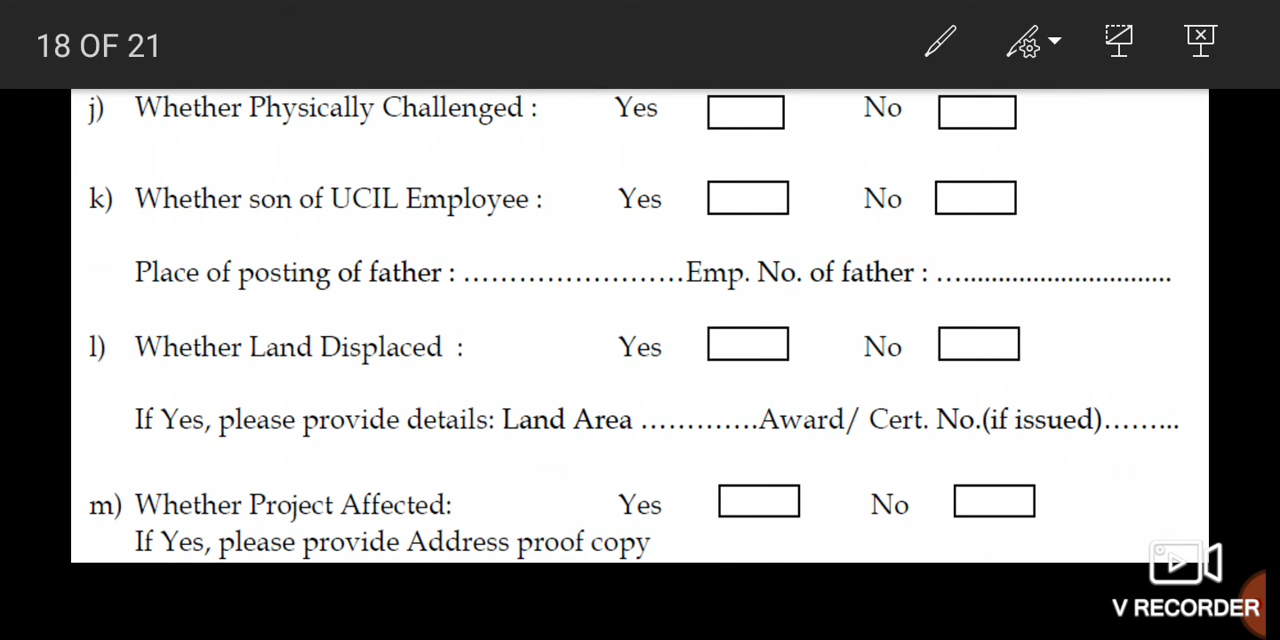 18 OF 21
j) Whether Physically Challenged : Yes No
k) Whether son of UCIL Employee : Yes No
Place of posting of father : ......................Emp. No. of father : ................................
l) Whether Land Displaced : Yes No
If Yes, please provide details: Land Area .............Award/ Cert. No.(if issued).........
m) Whether Project Affected: Yes No
If Yes, please provide Address proof copy
V RECORDER